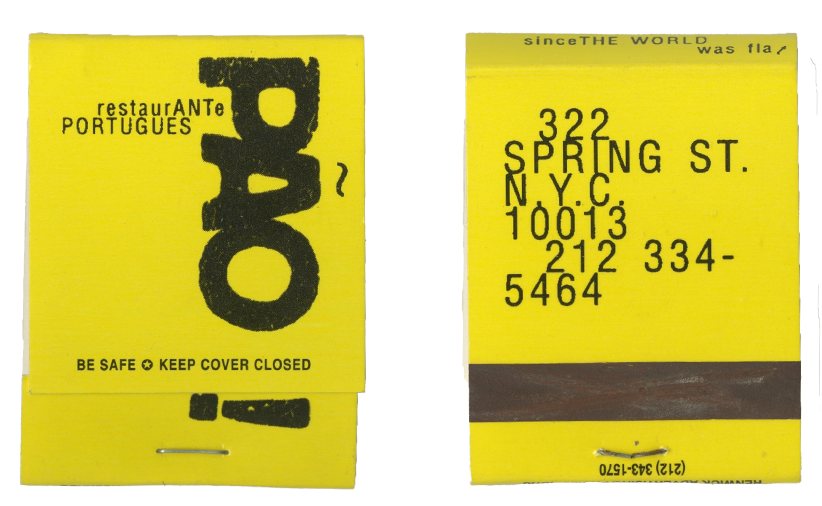 restaurANTe
PORTUGUES
PÃO!
BE SAFE ✪ KEEP COVER CLOSED
sinceTHE WORLD
was flat
322
SPRING ST.
N.Y.C.
10013
212 334-
5464
(212) 343-1570